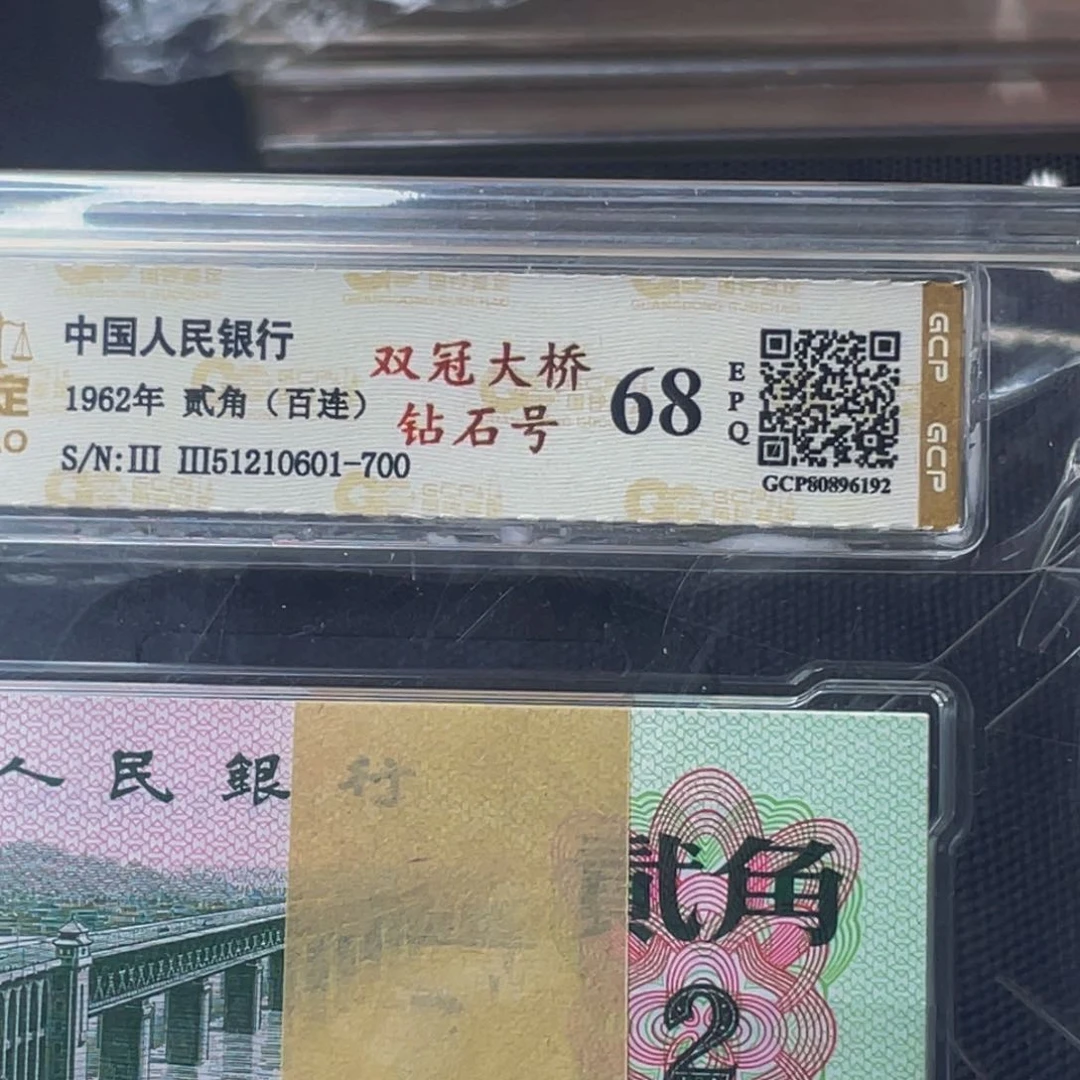 中国人民银行
1962年 贰角（百连）
S/N:III III51210601-700
双冠大桥
钻石号
68
E
P
Q
GCP80896192
GCP
GCP
定
人民銀行
貳角
2